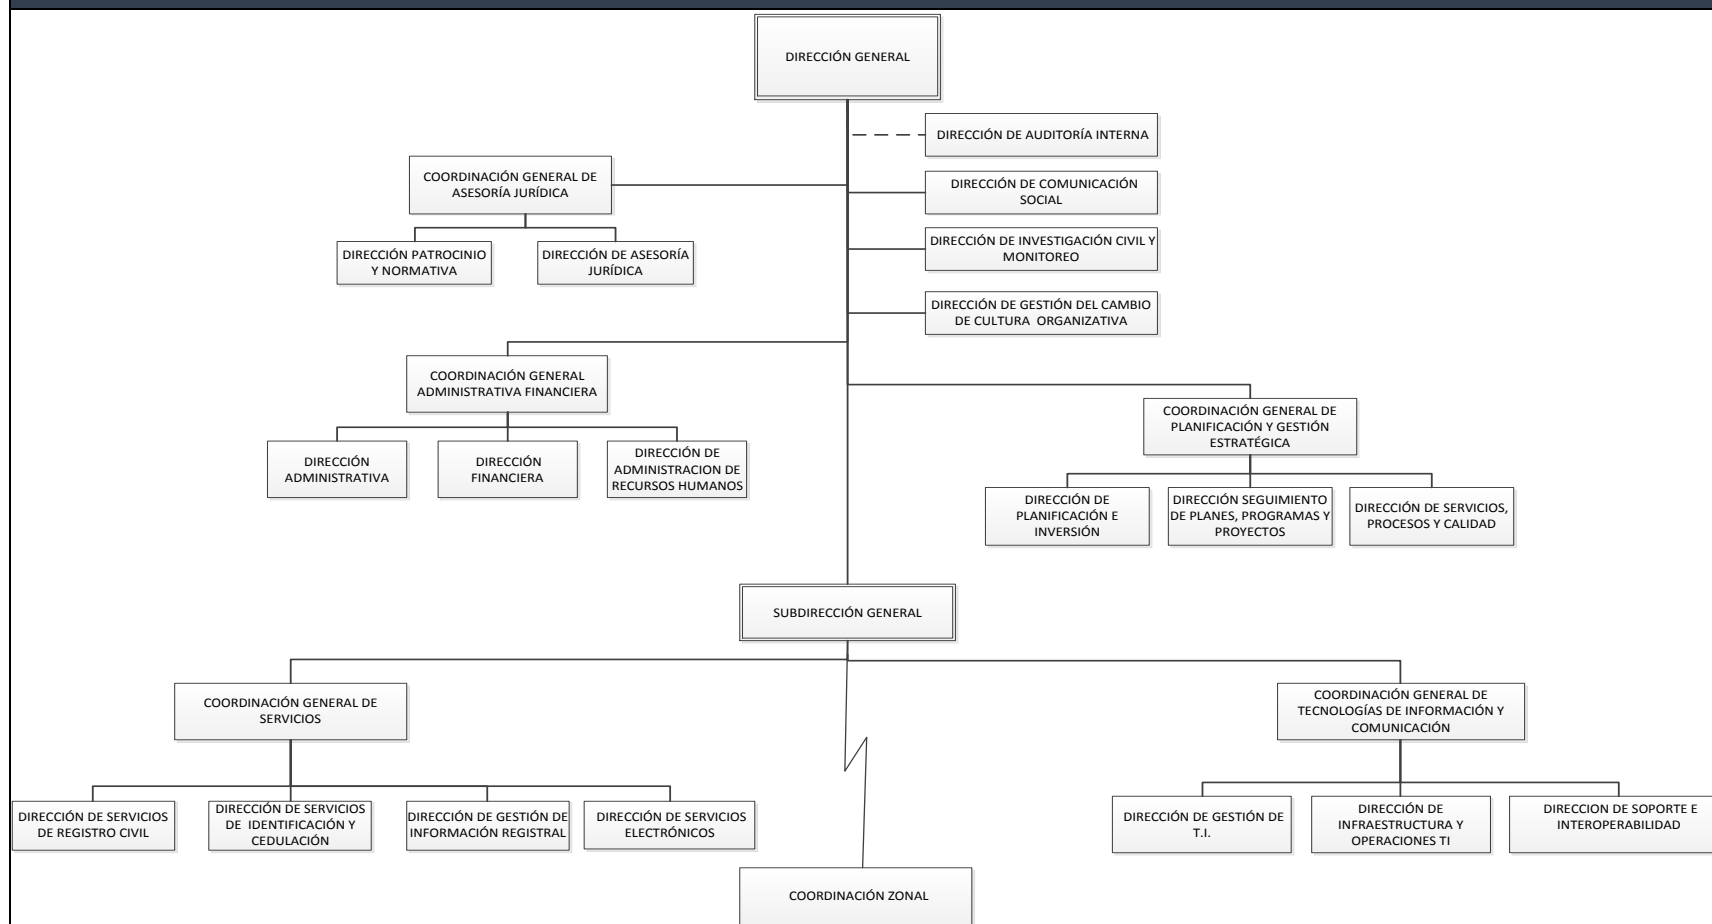 DIRECCIÓN GENERAL
DIRECCIÓN DE AUDITORÍA INTERNA
COORDINACIÓN GENERAL DE
ASESORÍA JURÍDICA
DIRECCIÓN DE COMUNICACIÓN
SOCIAL
DIRECCIÓN PATROCINIO
Y NORMATIVA
DIRECCIÓN DE ASESORÍA
JURÍDICA
DIRECCIÓN DE INVESTIGACIÓN CIVIL Y
MONITOREO
DIRECCIÓN DE GESTIÓN DEL CAMBIO
DE CULTURA ORGANIZATIVA
COORDINACIÓN GENERAL
ADMINISTRATIVA FINANCIERA
COORDINACIÓN GENERAL DE
PLANIFICACIÓN Y GESTIÓN
ESTRATÉGICA
DIRECCIÓN
ADMINISTRATIVA
DIRECCIÓN
FINANCIERA
DIRECCIÓN DE
ADMINISTRACION DE
RECURSOS HUMANOS
DIRECCIÓN DE
PLANIFICACIÓN E
INVERSIÓN
DIRECCIÓN SEGUIMIENTO
DE PLANES, PROGRAMAS Y
PROYECTOS
DIRECCIÓN DE SERVICIOS,
PROCESOS Y CALIDAD
SUBDIRECCIÓN GENERAL
COORDINACIÓN GENERAL DE
SERVICIOS
COORDINACIÓN GENERAL DE
TECNOLOGÍAS DE INFORMACIÓN Y
COMUNICACIÓN
DIRECCIÓN DE SERVICIOS
DE REGISTRO CIVIL
DIRECCIÓN DE SERVICIOS
DE IDENTIFICACIÓN Y
CEDULACIÓN
DIRECCIÓN DE GESTIÓN DE
INFORMACIÓN REGISTRAL
DIRECCIÓN DE SERVICIOS
ELECTRÓNICOS
DIRECCIÓN DE GESTIÓN DE
T.I.
DIRECCIÓN DE
INFRAESTRUCTURA Y
OPERACIONES TI
DIRECCION DE SOPORTE E
INTEROPERABILIDAD
COORDINACIÓN ZONAL